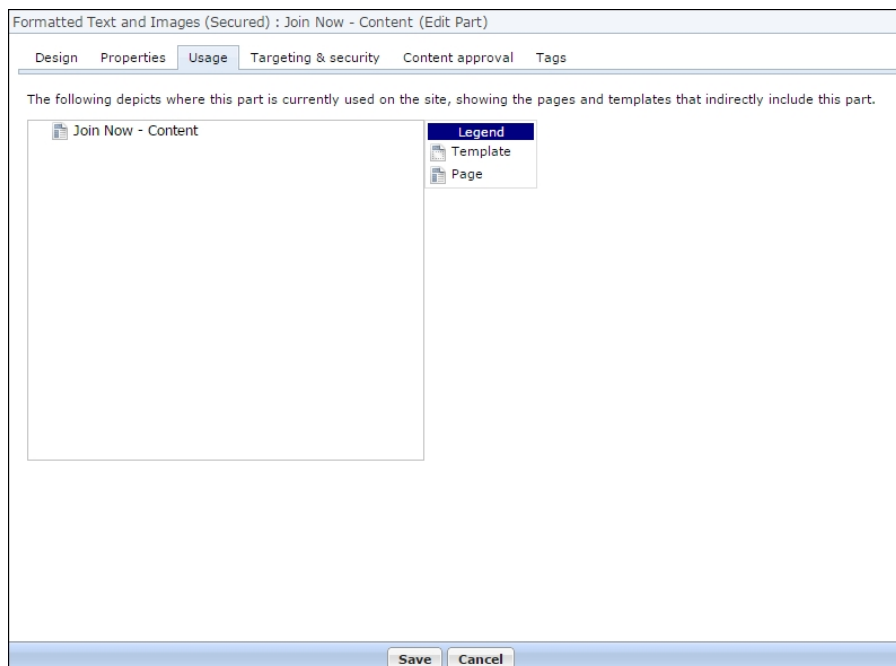 Formatted Text and Images (Secured) : Join Now - Content (Edit Part)
Design Properties Usage Targeting & security Content approval Tags
The following depicts where this part is currently used on the site, showing the pages and templates that indirectly include this part.
Join Now - Content
Legend
Template
Page
Save Cancel